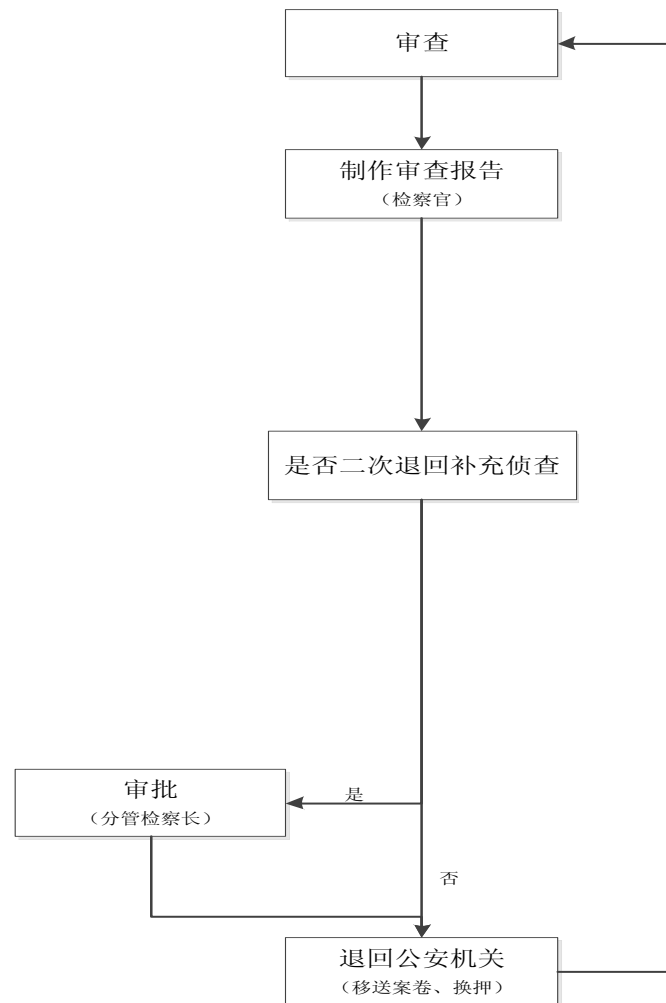 审查
制作审查报告
（检察官）
是否二次退回补充侦查
审批
（分管检察长）
是
否
退回公安机关
（移送案卷、换押）